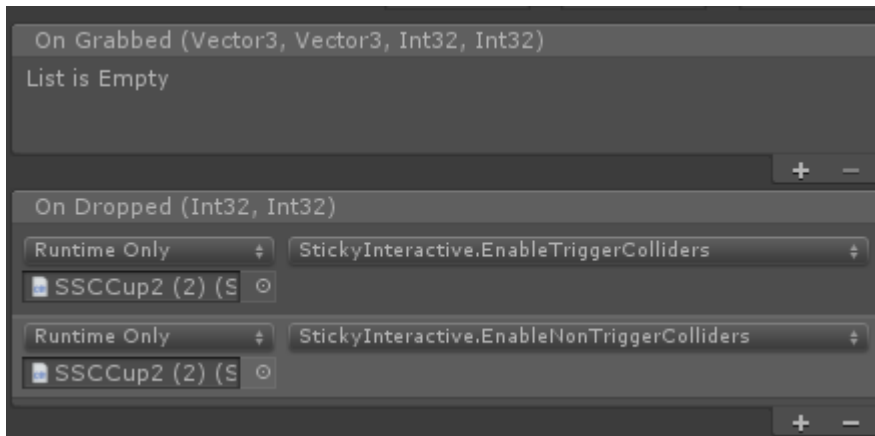 On Grabbed (Vector3, Vector3, Int32, Int32)
List is Empty
+ −
On Dropped (Int32, Int32)
Runtime Only StickyInteractive.EnableTriggerColliders
SSCCup2 (2) (S
Runtime Only StickyInteractive.EnableNonTriggerColliders
SSCCup2 (2) (S
+ −